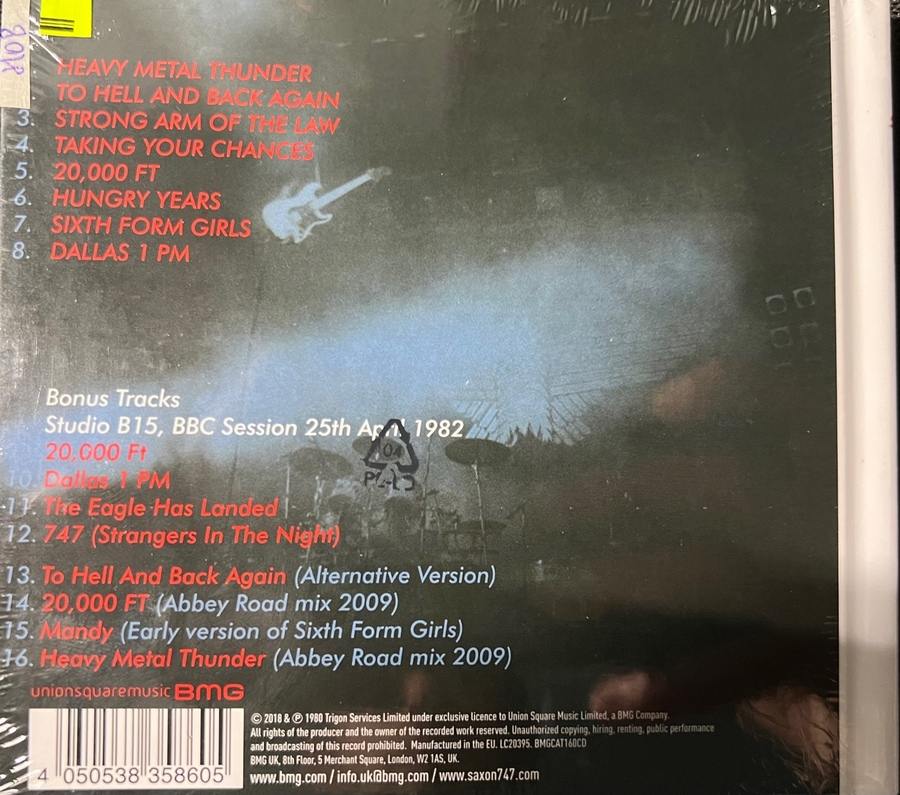 HEAVY METAL THUNDER
TO HELL AND BACK AGAIN
3. STRONG ARM OF THE LAW
4. TAKING YOUR CHANCES
5. 20,000 FT
6. HUNGRY YEARS
7. SIXTH FORM GIRLS
8. DALLAS 1 PM
Bonus Tracks
Studio B15, BBC Session 25th April 1982
20,000 Ft
10. Dallas 1 PM
11. The Eagle Has Landed
12. 747 (Strangers In The Night)
13. To Hell And Back Again (Alternative Version)
14. 20,000 FT (Abbey Road mix 2009)
15. Mandy (Early version of Sixth Form Girls)
16. Heavy Metal Thunder (Abbey Road mix 2009)
unionsquaremusic BMG
© 2018 & ℗ 1980 Trigon Services Limited under exclusive licence to Union Square Music Limited, a BMG Company.
All rights of the producer and the owner of the recorded work reserved. Unauthorized copying, hiring, renting, public performance
and broadcasting of this record prohibited. Manufactured in the EU. LC20395. BMGCAT160CD
BMG UK, 8th Floor, 5 Merchant Square, London, W2 1AS, UK.
www.bmg.com / info.uk@bmg.com / www.saxon747.com
4 050538 358605
04